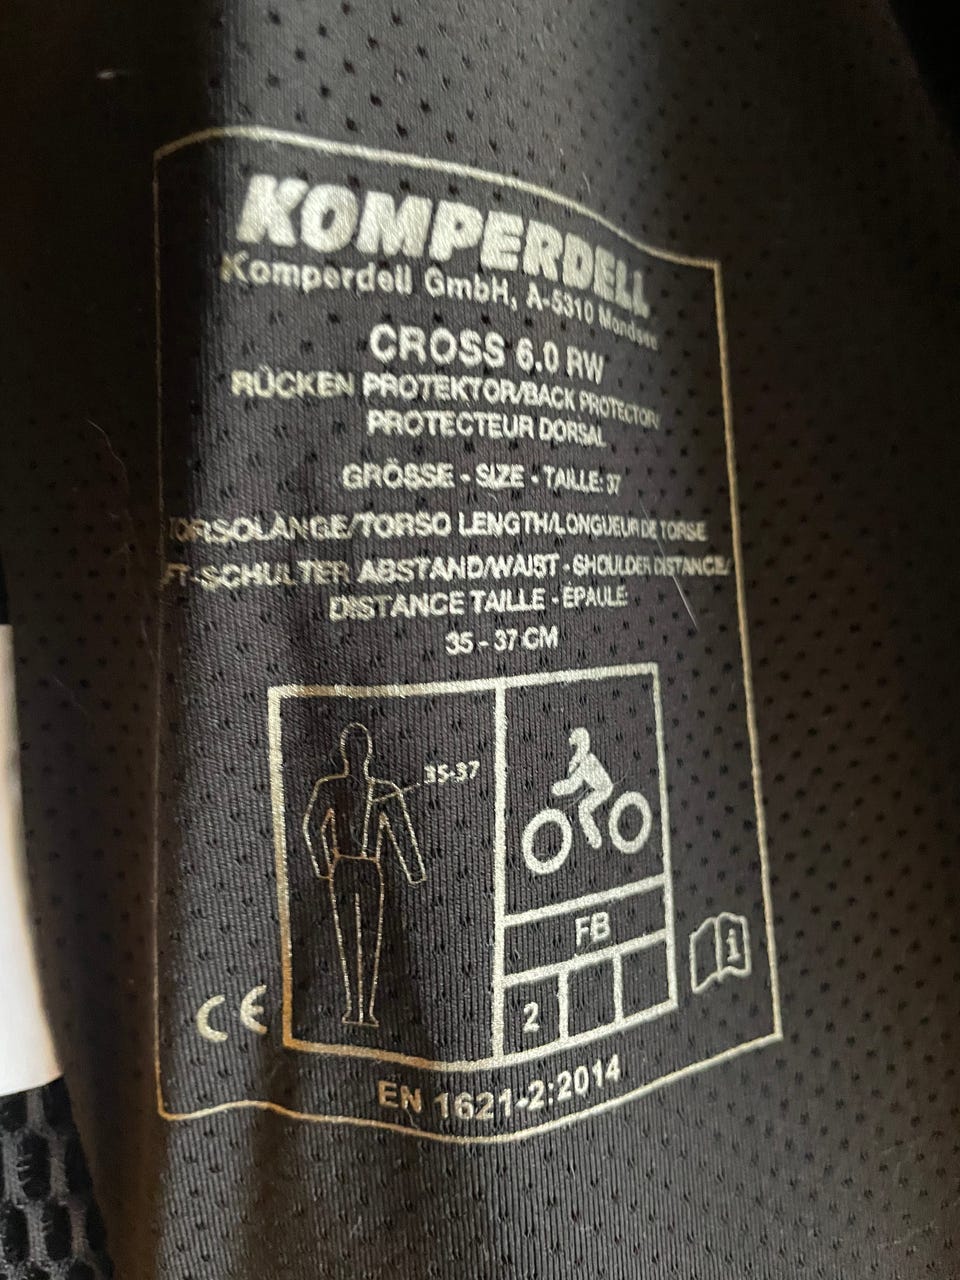 KOMPERDELL
Komperdell GmbH, A-5310 Mondsee
CROSS 6.0 RW
RÜCKEN PROTEKTOR/BACK PROTECTOR/
PROTECTEUR DORSAL
GRÖSSE - SIZE - TAILLE: 37
TORSOLÄNGE/TORSO LENGTH/LONGUEUR DE TORSE
FT-SCHULTER ABSTAND/WAIST - SHOULDER DISTANCE/
DISTANCE TAILLE - ÉPAULE
35 - 37 CM
35-37
FB
2
i
CE
EN 1621-2:2014